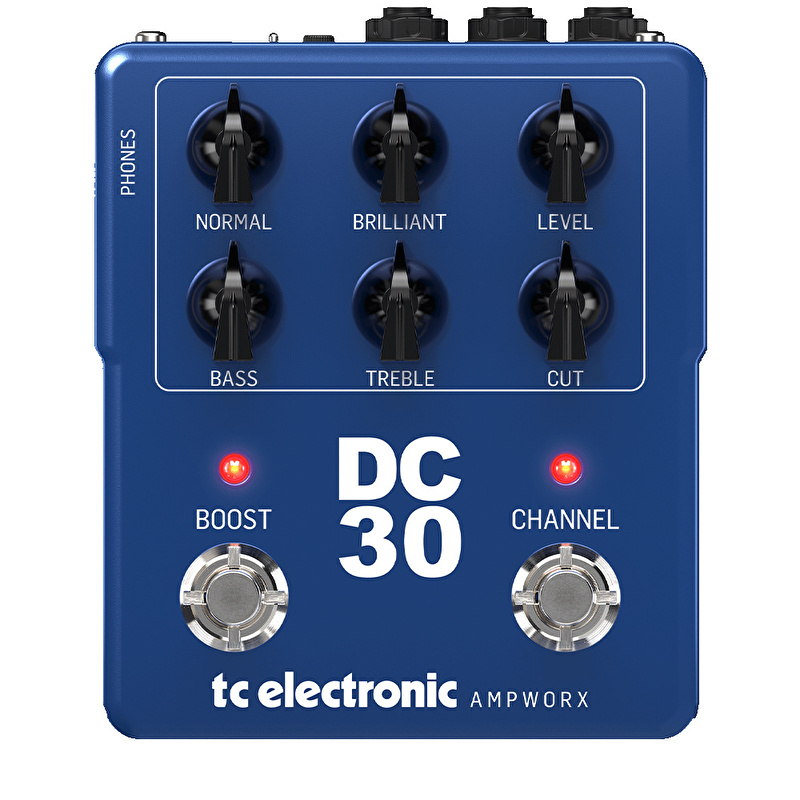 PHONES
NORMAL BRILLIANT LEVEL
BASS TREBLE CUT
DC
30
BOOST CHANNEL
tc electronic AMPWORX